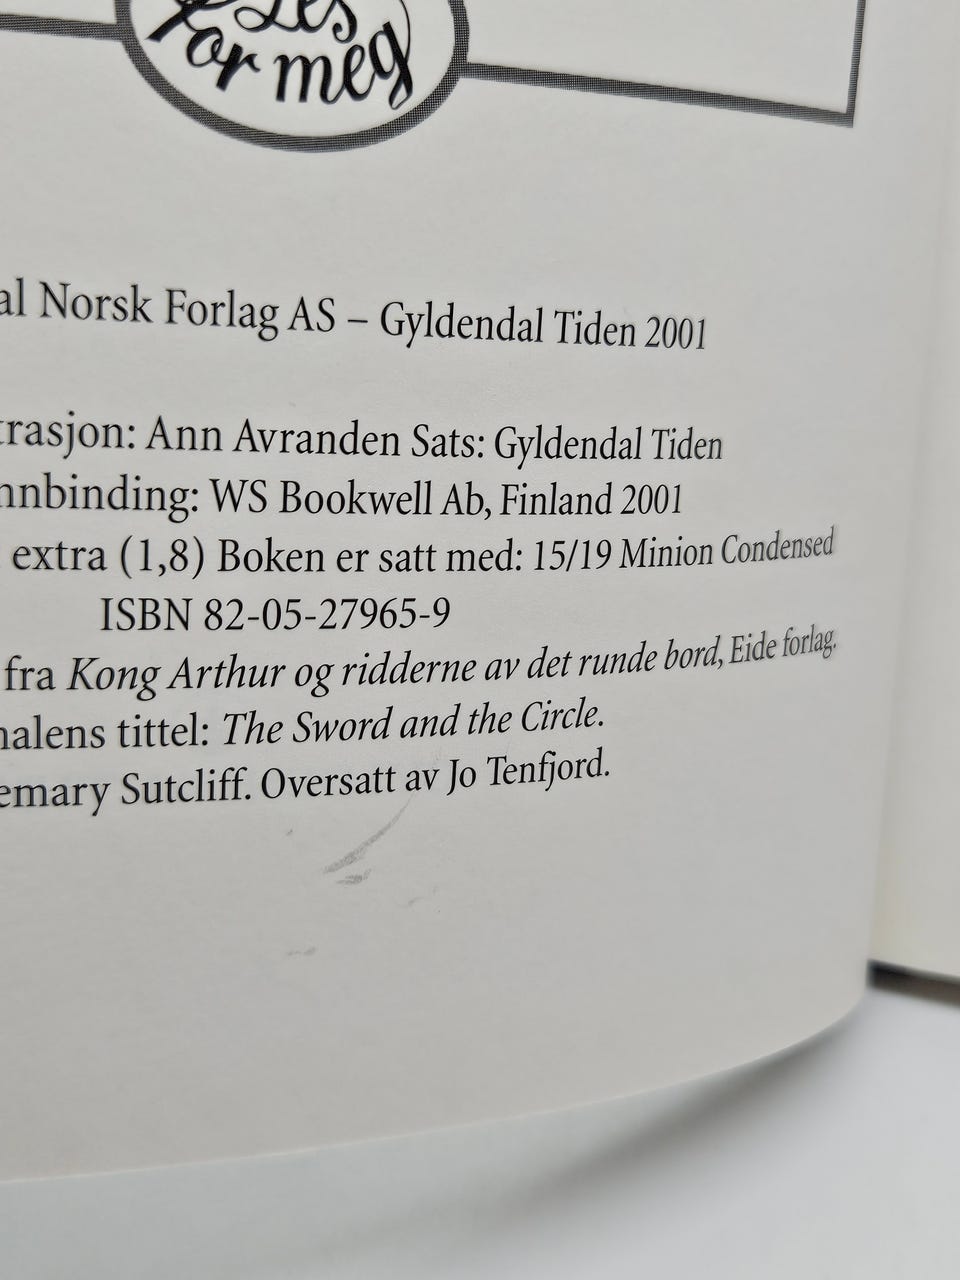 Les
for meg
al Norsk Forlag AS – Gyldendal Tiden 2001
trasjon: Ann Avranden Sats: Gyldendal Tiden
nnbinding: WS Bookwell Ab, Finland 2001
extra (1,8) Boken er satt med: 15/19 Minion Condensed
ISBN 82-05-27965-9
fra Kong Arthur og ridderne av det runde bord, Eide forlag.
nalens tittel: The Sword and the Circle.
emary Sutcliff. Oversatt av Jo Tenfjord.